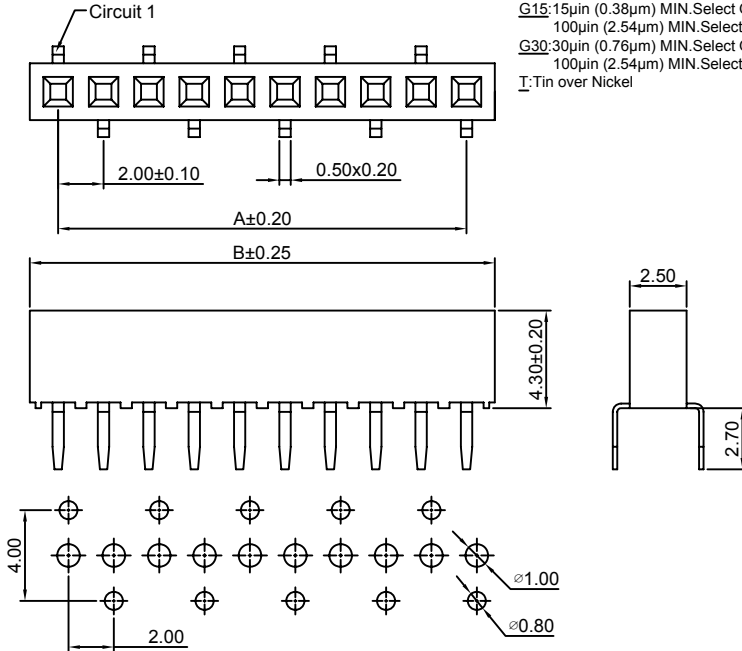 Circuit 1
G15:15µin (0.38µm) MIN.Select
100µin (2.54µm) MIN.Select
G30:30µin (0.76µm) MIN.Select
100µin (2.54µm) MIN.Select
T:Tin over Nickel
2.00±0.10
0.50x0.20
A±0.20
B±0.25
2.50
4.30±0.20
2.70
4.00
⌀1.00
⌀0.80
2.00